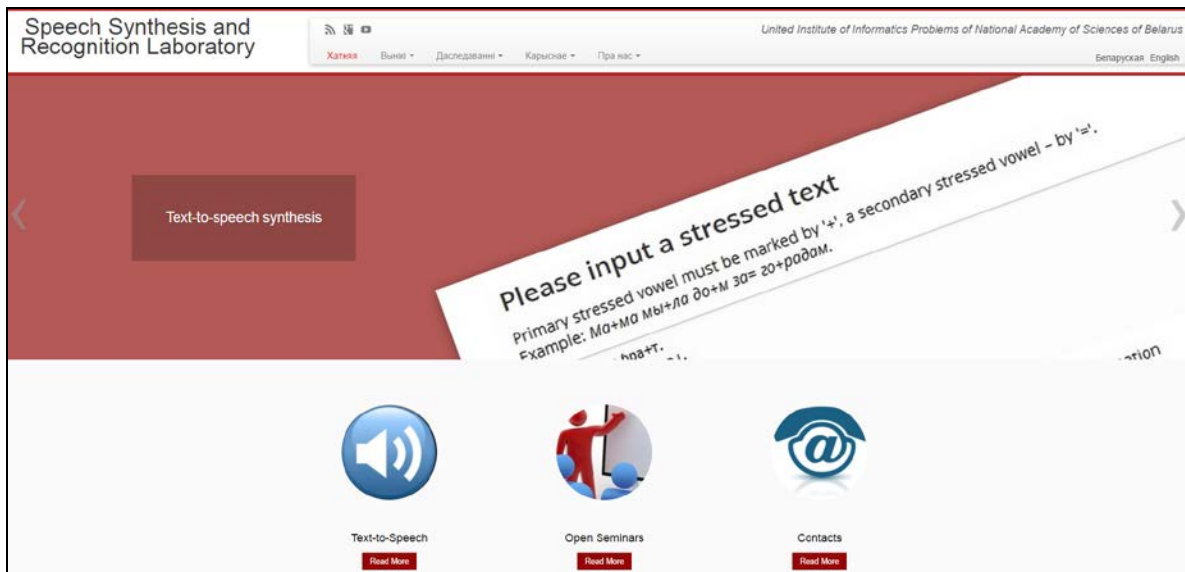 Speech Synthesis and
Recognition Laboratory
United Institute of Informatics Problems of National Academy of Sciences of Belarus
Хатняя Вынікі Даследаванні Карыснае Пра нас
Беларуская English
Text-to-speech synthesis
Please input a stressed text
Primary stressed vowel must be marked by '+', a secondary stressed vowel – by '='.
Example: Ма+ма мы+ла до+м за= го+радам.
Text-to-Speech Open Seminars Contacts
Read More Read More Read More